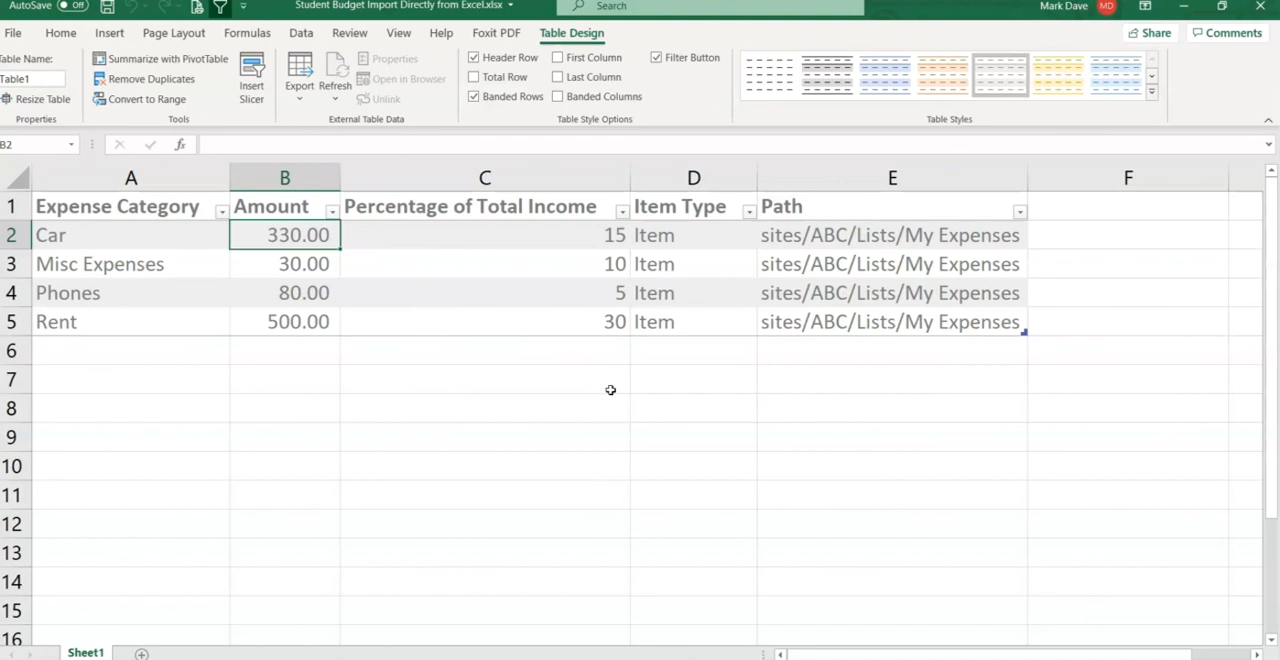 AutoSave Off Student Budget Import Directly from Excel.xlsx Search Mark Dave MD
File Home Insert Page Layout Formulas Data Review View Help Foxit PDF Table Design Share Comments
Table Name: Summarize with PivotTable Properties Header Row First Column Filter Button
Table1 Remove Duplicates Insert Slicer Export Refresh Open in Browser Total Row Last Column
Resize Table Convert to Range Unlink Banded Rows Banded Columns
Properties Tools External Table Data Table Style Options Table Styles
B2 fx
A B C D E F
1 Expense Category Amount Percentage of Total Income Item Type Path
2 Car 330.00 15 Item sites/ABC/Lists/My Expenses
3 Misc Expenses 30.00 10 Item sites/ABC/Lists/My Expenses
4 Phones 80.00 5 Item sites/ABC/Lists/My Expenses
5 Rent 500.00 30 Item sites/ABC/Lists/My Expenses
6
7
8
9
10
11
12
13
14
15
16
Sheet1